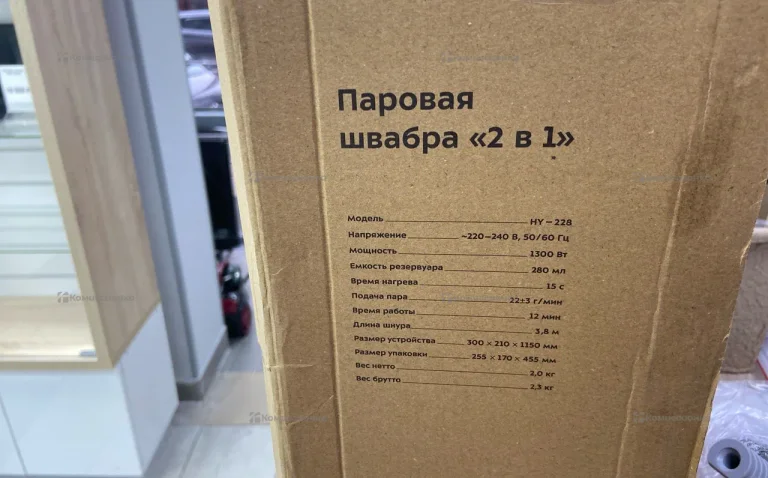 Паровая
швабра «2 в 1»
Модель HY – 228
Напряжение ~220–240 В, 50/60 Гц
Мощность 1300 Вт
Емкость резервуара 280 мл
Время нагрева 15 с
Подача пара 22±3 г/мин
Время работы 12 мин
Длина шнура 3,8 м
Размер устройства 300 × 210 × 1150 мм
Размер упаковки 255 × 170 × 455 мм
Вес нетто 2,0 кг
Вес брутто 2,3 кг